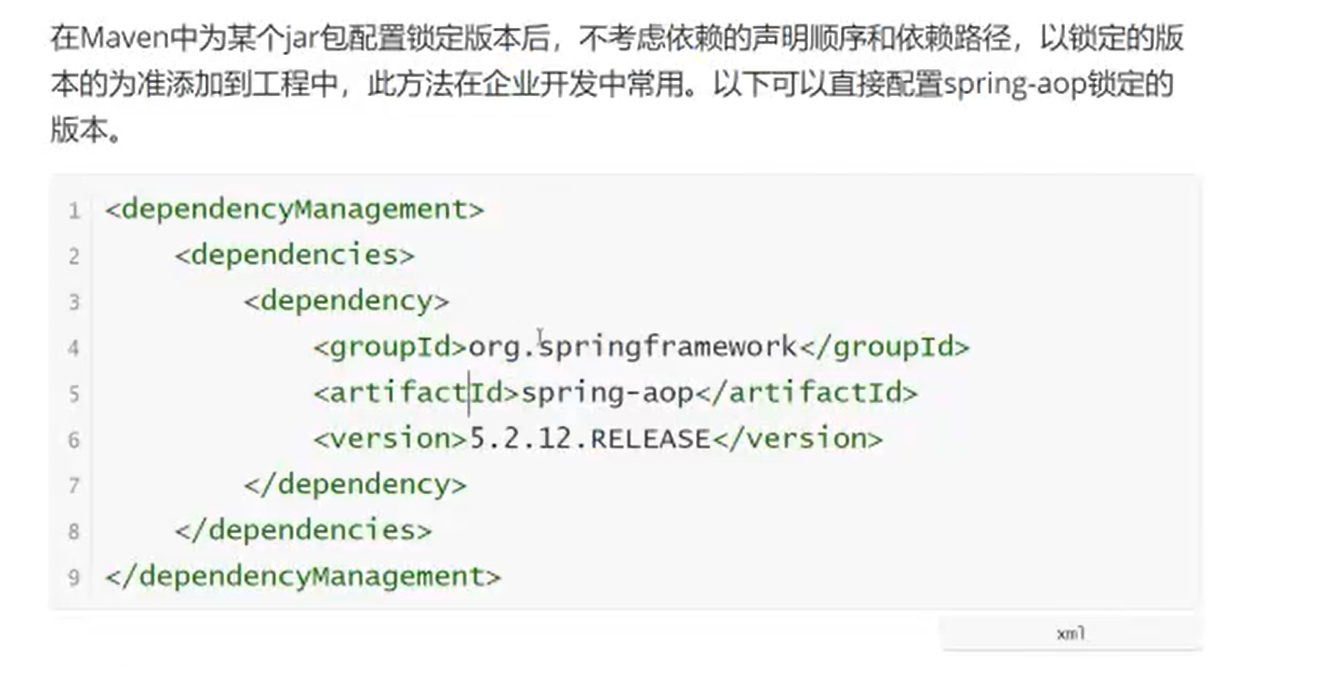 在Maven中为某个jar包配置锁定版本后，不考虑依赖的声明顺序和依赖路径，以锁定的版
本的为准添加到工程中，此方法在企业开发中常用。以下可以直接配置spring-aop锁定的
版本。
1 <dependencyManagement>
2     <dependencies>
3         <dependency>
4             <groupId>org.springframework</groupId>
5             <artifactId>spring-aop</artifactId>
6             <version>5.2.12.RELEASE</version>
7         </dependency>
8     </dependencies>
9 </dependencyManagement>
xml